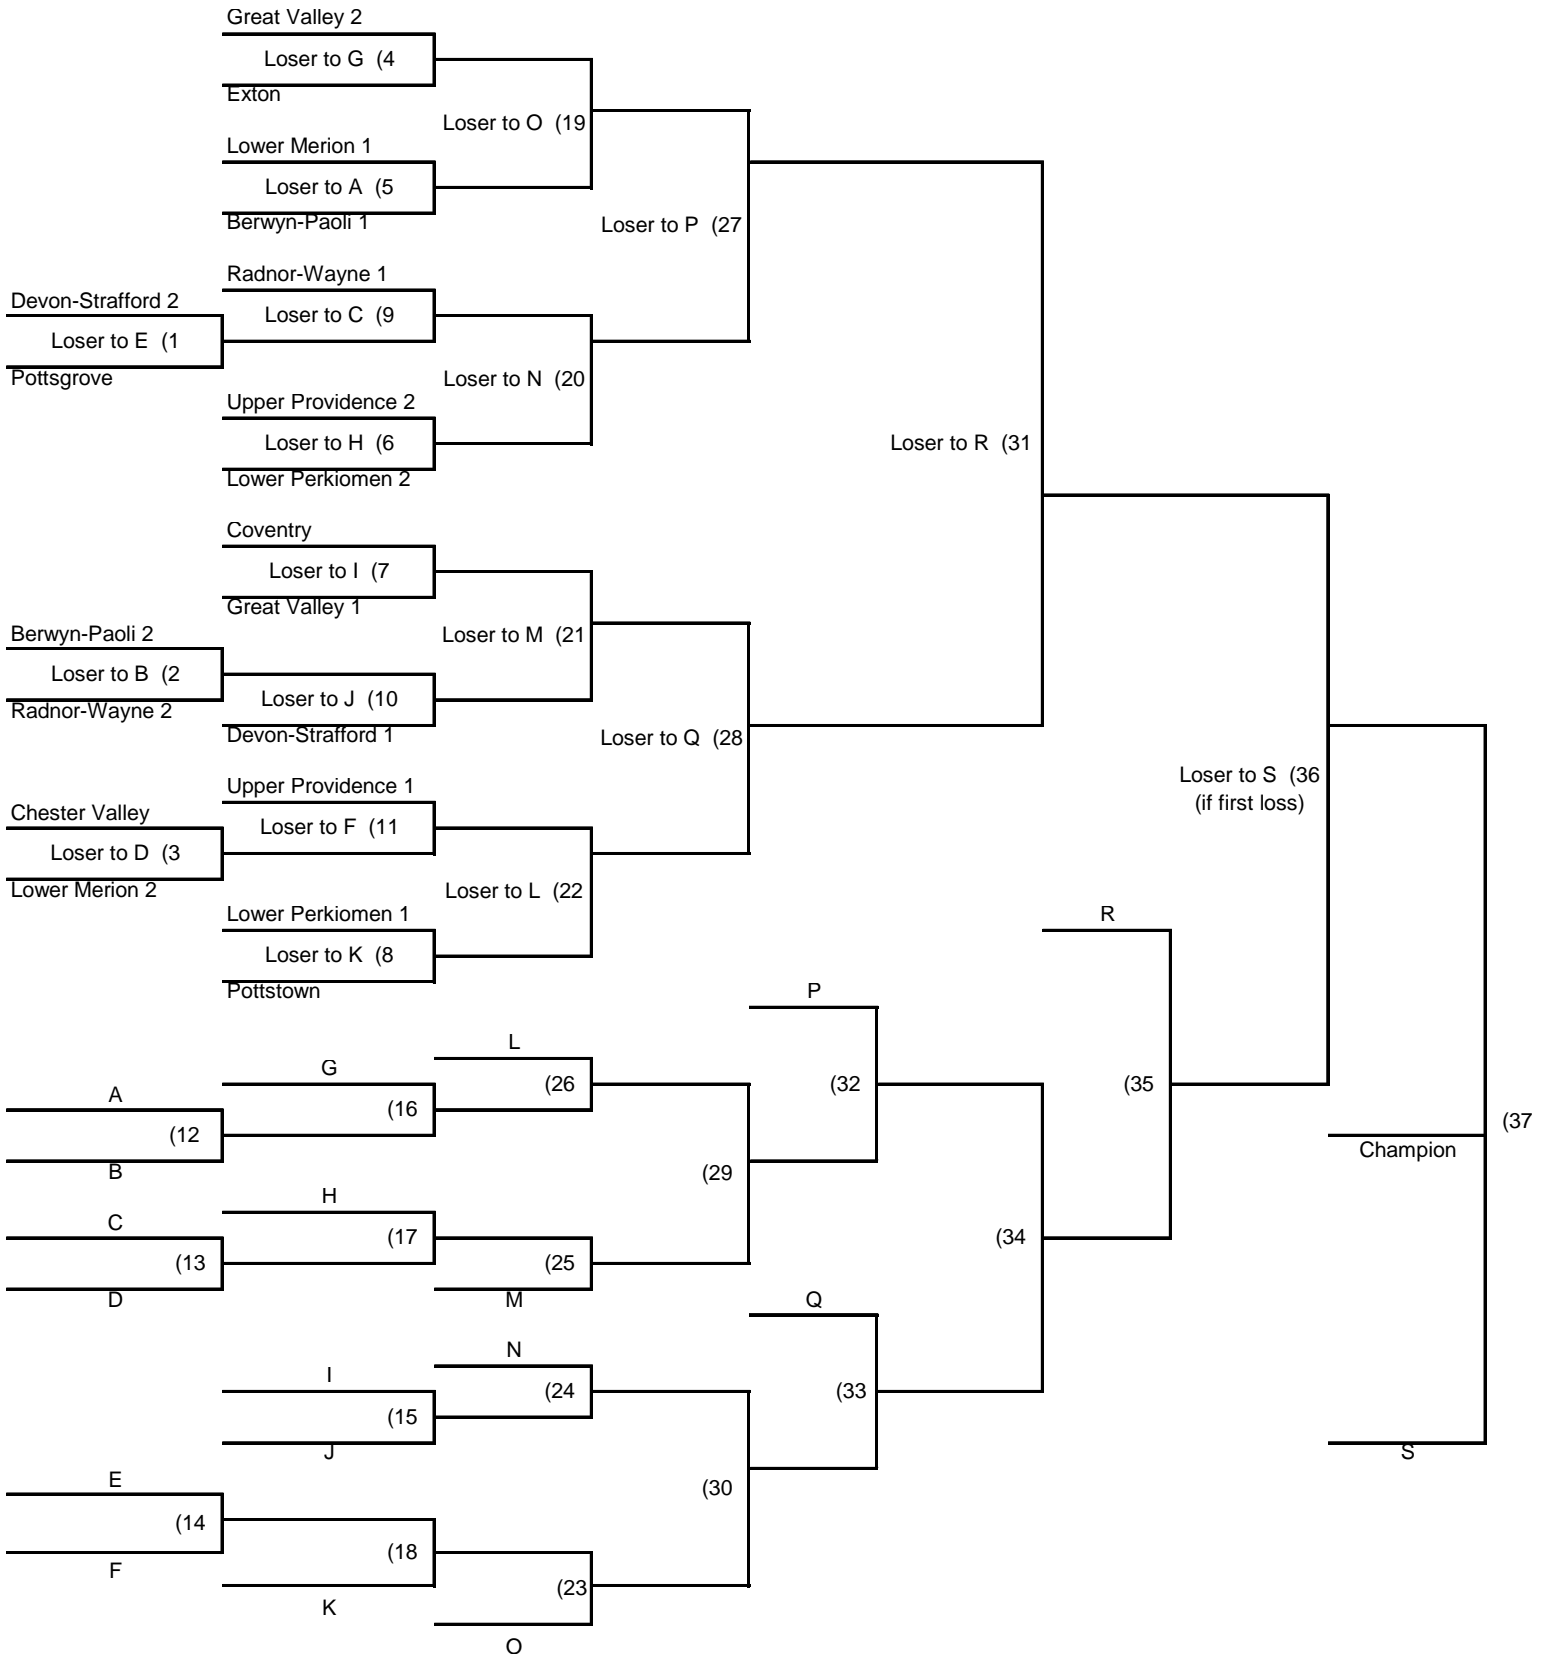 Great Valley 2
Loser to G (4
Exton
Loser to O (19
Lower Merion 1
Loser to A (5
Berwyn-Paoli 1
Loser to P (27
Radnor-Wayne 1
Devon-Strafford 2
Loser to C (9
Loser to E (1
Pottsgrove
Loser to N (20
Upper Providence 2
Loser to H (6
Loser to R (31
Lower Perkiomen 2
Coventry
Loser to I (7
Great Valley 1
Berwyn-Paoli 2
Loser to M (21
Loser to B (2
Loser to J (10
Radnor-Wayne 2
Devon-Strafford 1
Loser to Q (28
Loser to S (36
(if first loss)
Upper Providence 1
Chester Valley
Loser to F (11
Loser to D (3
Lower Merion 2
Loser to L (22
Lower Perkiomen 1
R
Loser to K (8
Pottstown
P
L
G
(26
(32
(35
A
(16
(12
(37
Champion
B
(29
H
C
(17
(34
(13
(25
D
M
Q
N
I
(24
(33
(15
J
S
E
(30
(14
(18
F
(23
K
O